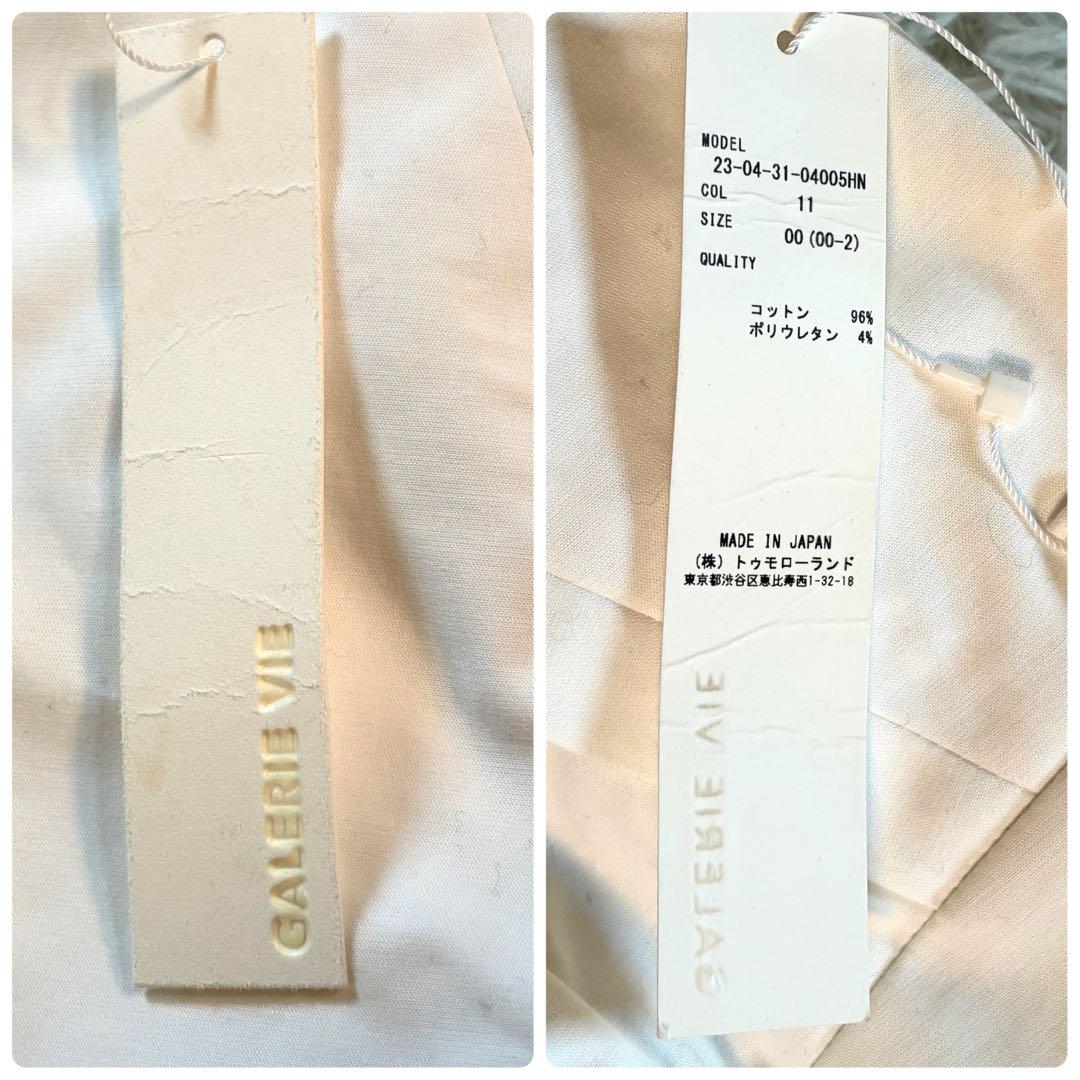 GALERIE VIE
MODEL
23-04-31-04005HN
COL 11
SIZE 00 (00-2)
QUALITY
コットン 96%
ポリウレタン 4%
MADE IN JAPAN
(株) トゥモローランド
東京都渋谷区恵比寿西1-32-18
GALERIE VIE